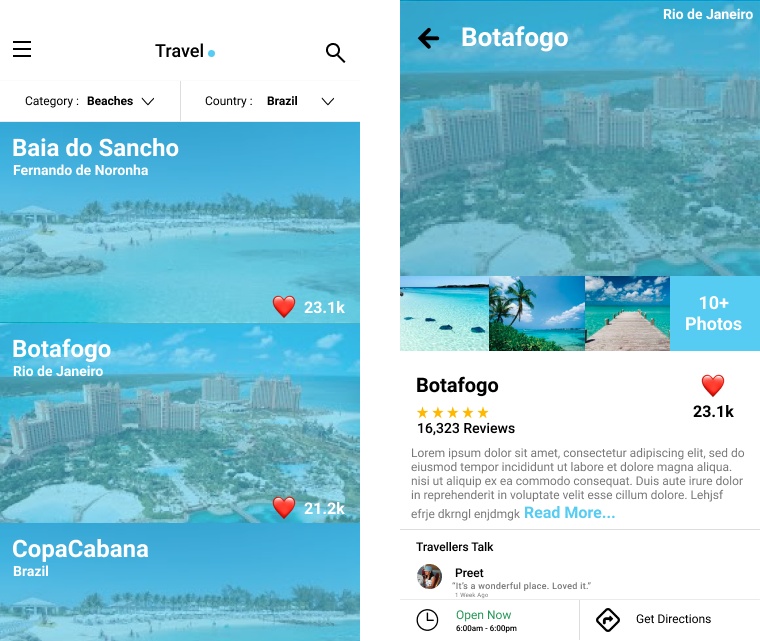 Travel
Category : Beaches
Country : Brazil
Baia do Sancho
Fernando de Noronha
23.1k
Botafogo
Rio de Janeiro
21.2k
CopaCabana
Brazil
Rio de Janeiro
Botafogo
10+
Photos
Botafogo
23.1k
16,323 Reviews
Lorem ipsum dolor sit amet, consectetur adipiscing elit, sed do
eiusmod tempor incididunt ut labore et dolore magna aliqua.
nisi ut aliquip ex ea commodo consequat. Duis aute irure dolor
in reprehenderit in voluptate velit esse cillum dolore. Lehjsf
efrje dkrngl enjdmgk Read More...
Travellers Talk
Preet
"It's a wonderful place. Loved it."
1 Week Ago
Open Now
6:00am - 6:00pm
Get Directions